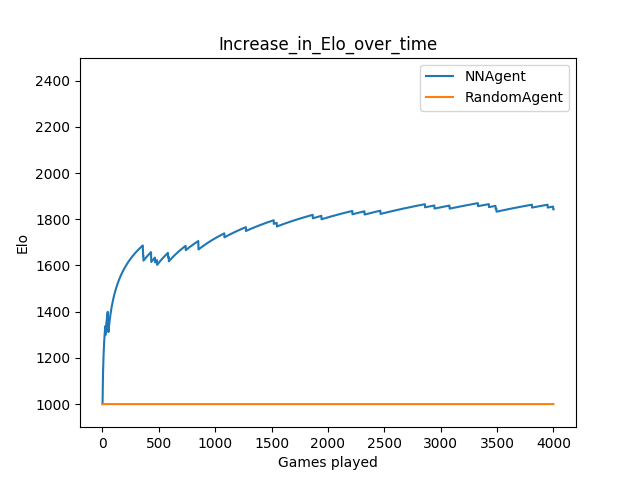 Increase_in_Elo_over_time
NNAgent
RandomAgent
2400
2200
2000
1800
1600
1400
1200
1000
Elo
0 500 1000 1500 2000 2500 3000 3500 4000
Games played